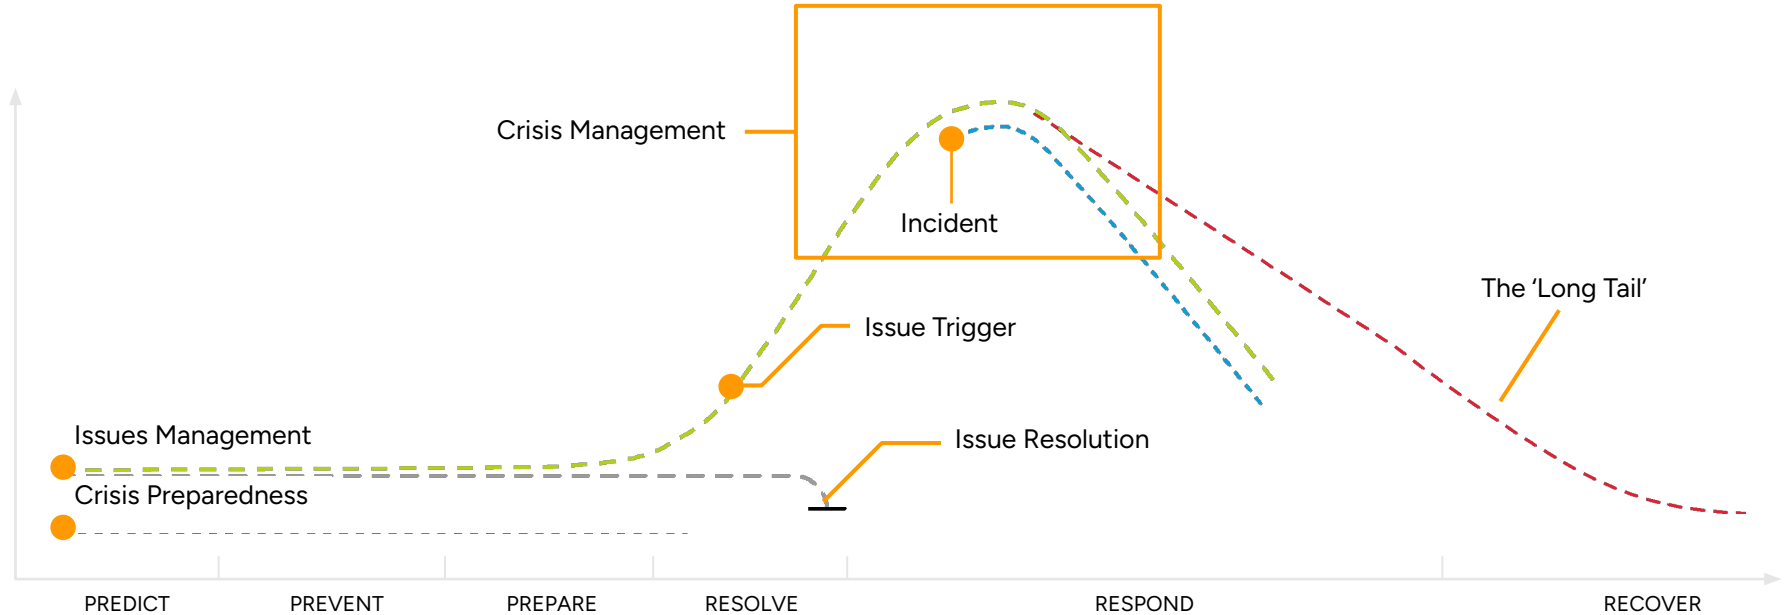 Crisis Management
Incident
The ‘Long Tail’
Issue Trigger
Issues Management
Issue Resolution
Crisis Preparedness
PREDICT
PREVENT
PREPARE
RESOLVE
RESPOND
RECOVER